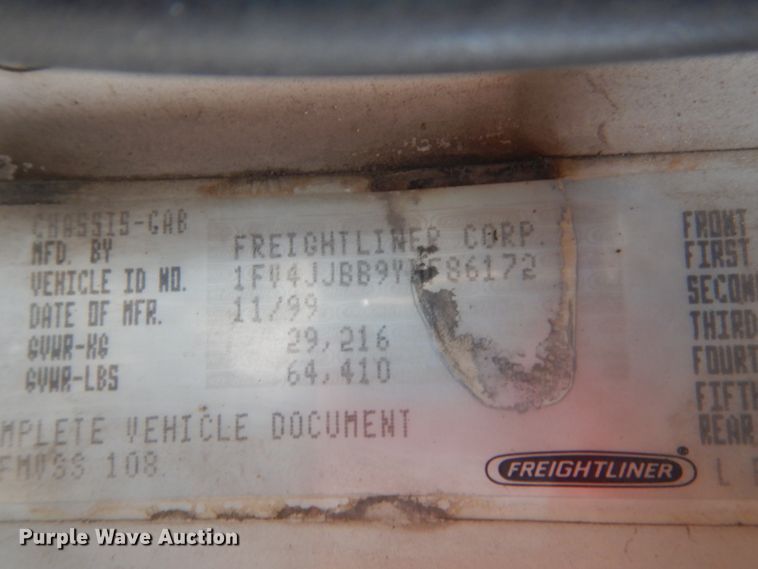 CHASSIS-CAB
MFD. BY FREIGHTLINER CORP.
VEHICLE ID NO.
DATE OF MFR. 11/99
GVWR-KG 29,216
GVWR-LBS 64,410
MPLETE VEHICLE DOCUMENT
FMVSS 108
FREIGHTLINER®
FRONT
FIRST
SECON
THIRD
FOURT
FIFTH
REAR
L
Purple Wave Auction